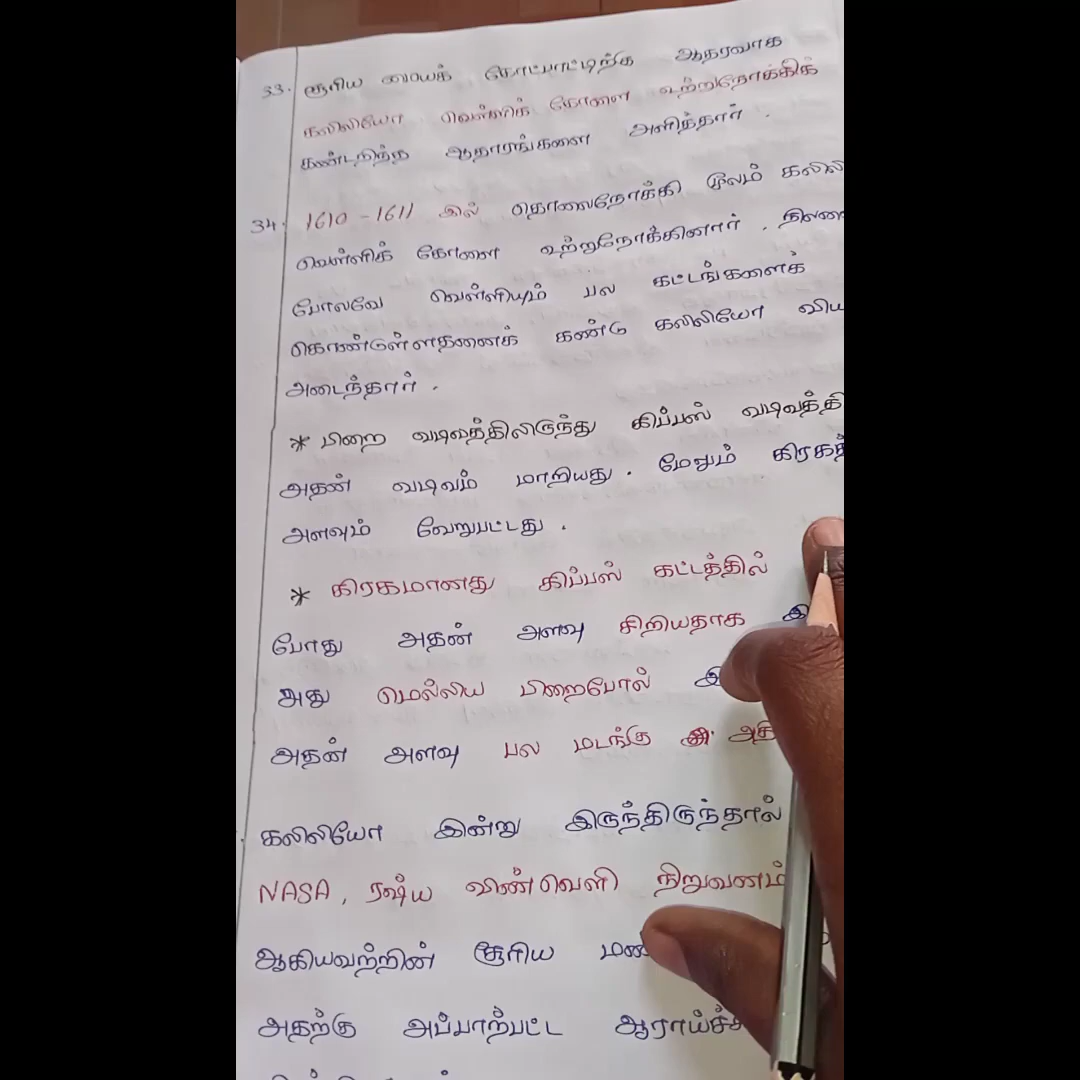 33. சூரிய மையக் கோட்பாட்டிற்கு ஆதரவாக
கலிலியோ வெள்ளிக் கோளை உற்றுநோக்கிக்
கண்டறிந்த ஆதாரங்களை அளித்தார்.
34. 1610 - 1611 இல் தொலைநோக்கி மூலம் கலிலி
வெள்ளிக் கோளை உற்றுநோக்கினார்.
போலவே வெள்ளியும் பல கட்டங்களைக்
கொண்டுள்ளதனைக் கண்டு கலிலியோ விய
அடைந்தார்.
* பிறை வடிவத்திலிருந்து கிப்பஸ் வடிவத்தி
அதன் வடிவம் மாறியது. மேலும் கிரகத்
அளவும் வேறுபட்டது.
* கிரகமானது கிப்பஸ் கட்டத்தில்
போது அதன் அளவு சிறியதாக இ
அது மெல்லிய பிறைபோல் இ
அதன் அளவு பல மடங்கு அதி
கலிலியோ இன்று இருந்திருந்தால்
NASA, ரஷ்ய விண்வெளி நிறுவனம்
ஆகியவற்றின் சூரிய மண
அதற்கு அப்பாற்பட்ட ஆராய்ச்ச